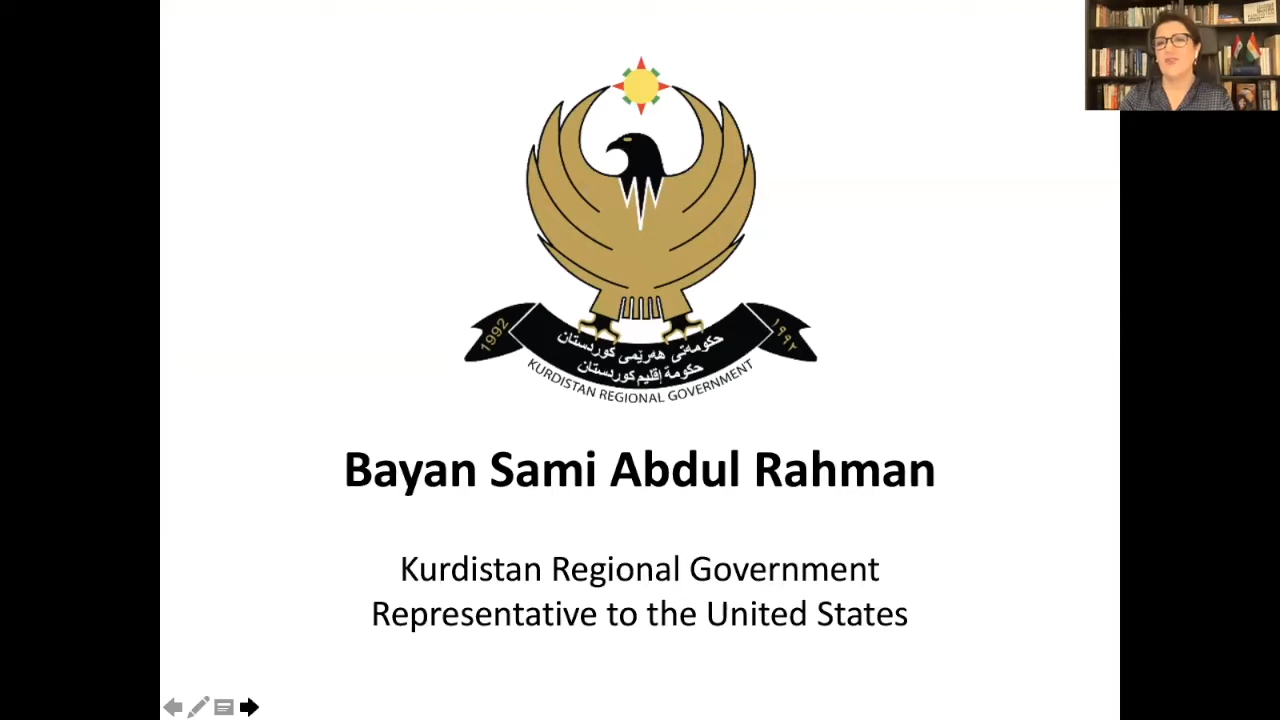 1992
١٩٩٢
حکومەتی هەرێمی کوردستان
حكومة إقليم كوردستان
KURDISTAN REGIONAL GOVERNMENT
Bayan Sami Abdul Rahman
Kurdistan Regional Government
Representative to the United States